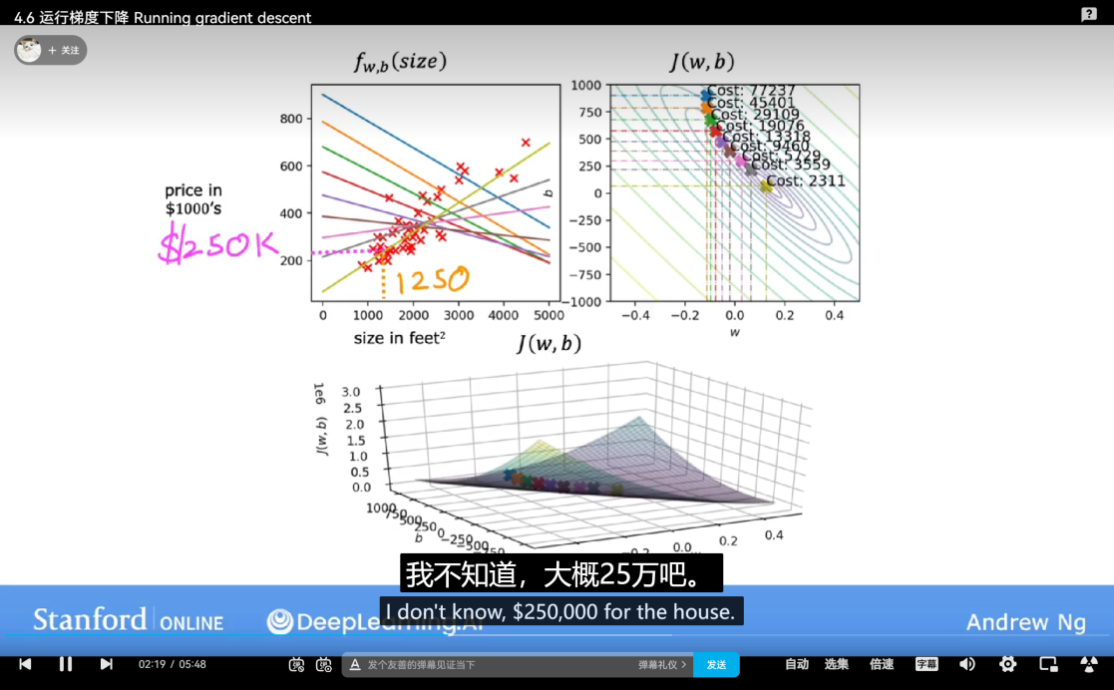 4.6 运行梯度下降 Running gradient descent
+ 关注
f_{w,b}(size)
J(w, b)
800
600
400
200
price in
$1000's
$250K
1250
0 1000 2000 3000 4000 5000
size in feet²
1000
750
500
250
0
−250
−500
−750
−1000
b
Cost: 77237
Cost: 45401
Cost: 29109
Cost: 19076
Cost: 13318
Cost: 9460
Cost: 5729
Cost: 3559
Cost: 2311
−0.4 −0.2 0.0 0.2 0.4
w
J(w, b)
1e6
J(w, b)
3.0
2.5
2.0
1.5
1.0
0.5
0.0
1000
750
500
250
0
−250
−500
−750
b
−0.2 0.0 0.2 0.4
我不知道，大概25万吧。
I don't know, $250,000 for the house.
Stanford ONLINE
DeepLearning.AI
Andrew Ng
02:19 / 05:48
发个友善的弹幕见证当下
弹幕礼仪 >
发送
自动 选集 倍速 字幕